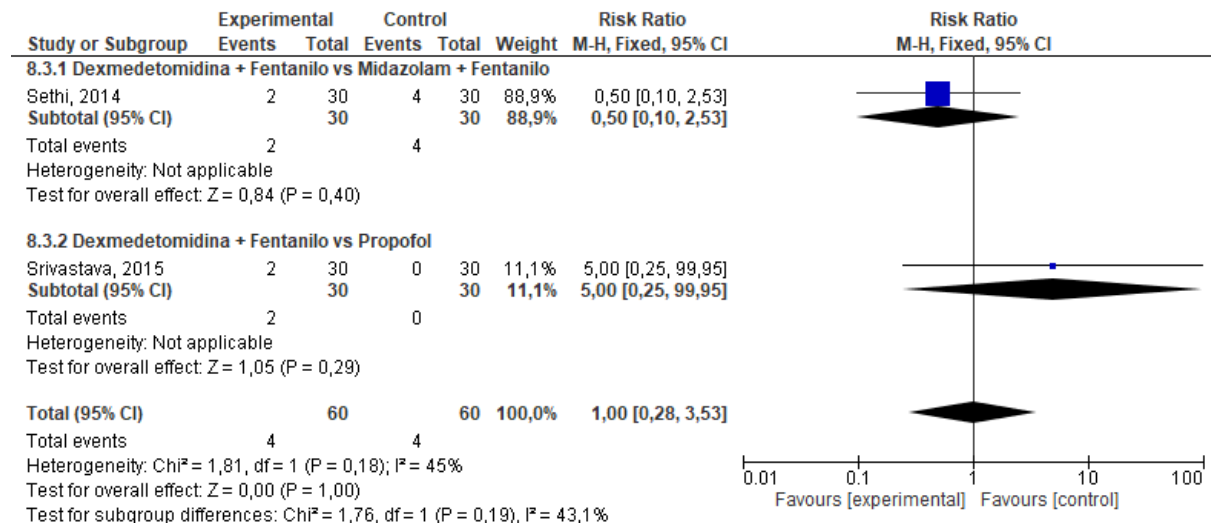 Experimental Control Risk Ratio Risk Ratio
Study or Subgroup Events Total Events Total Weight M-H, Fixed, 95% CI M-H, Fixed, 95% CI
8.3.1 Dexmedetomidina + Fentanilo vs Midazolam + Fentanilo
Sethi, 2014 2 30 4 30 88,9% 0,50 [0,10, 2,53]
Subtotal (95% CI) 30 30 88,9% 0,50 [0,10, 2,53]
Total events 2 4
Heterogeneity: Not applicable
Test for overall effect: Z = 0,84 (P = 0,40)
8.3.2 Dexmedetomidina + Fentanilo vs Propofol
Srivastava, 2015 2 30 0 30 11,1% 5,00 [0,25, 99,95]
Subtotal (95% CI) 30 30 11,1% 5,00 [0,25, 99,95]
Total events 2 0
Heterogeneity: Not applicable
Test for overall effect: Z = 1,05 (P = 0,29)
Total (95% CI) 60 60 100,0% 1,00 [0,28, 3,53]
Total events 4 4
Heterogeneity: Chi² = 1,81, df = 1 (P = 0,18); I² = 45%
Test for overall effect: Z = 0,00 (P = 1,00)
Test for subgroup differences: Chi² = 1,76, df = 1 (P = 0,19), I² = 43,1%
0.01 0.1 1 10 100
Favours [experimental] Favours [control]